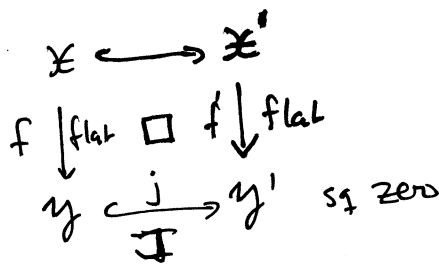 𝒳 ↪ 𝒳'
f flat □ f' flat
𝒴 j 𝒴' sq zero
J